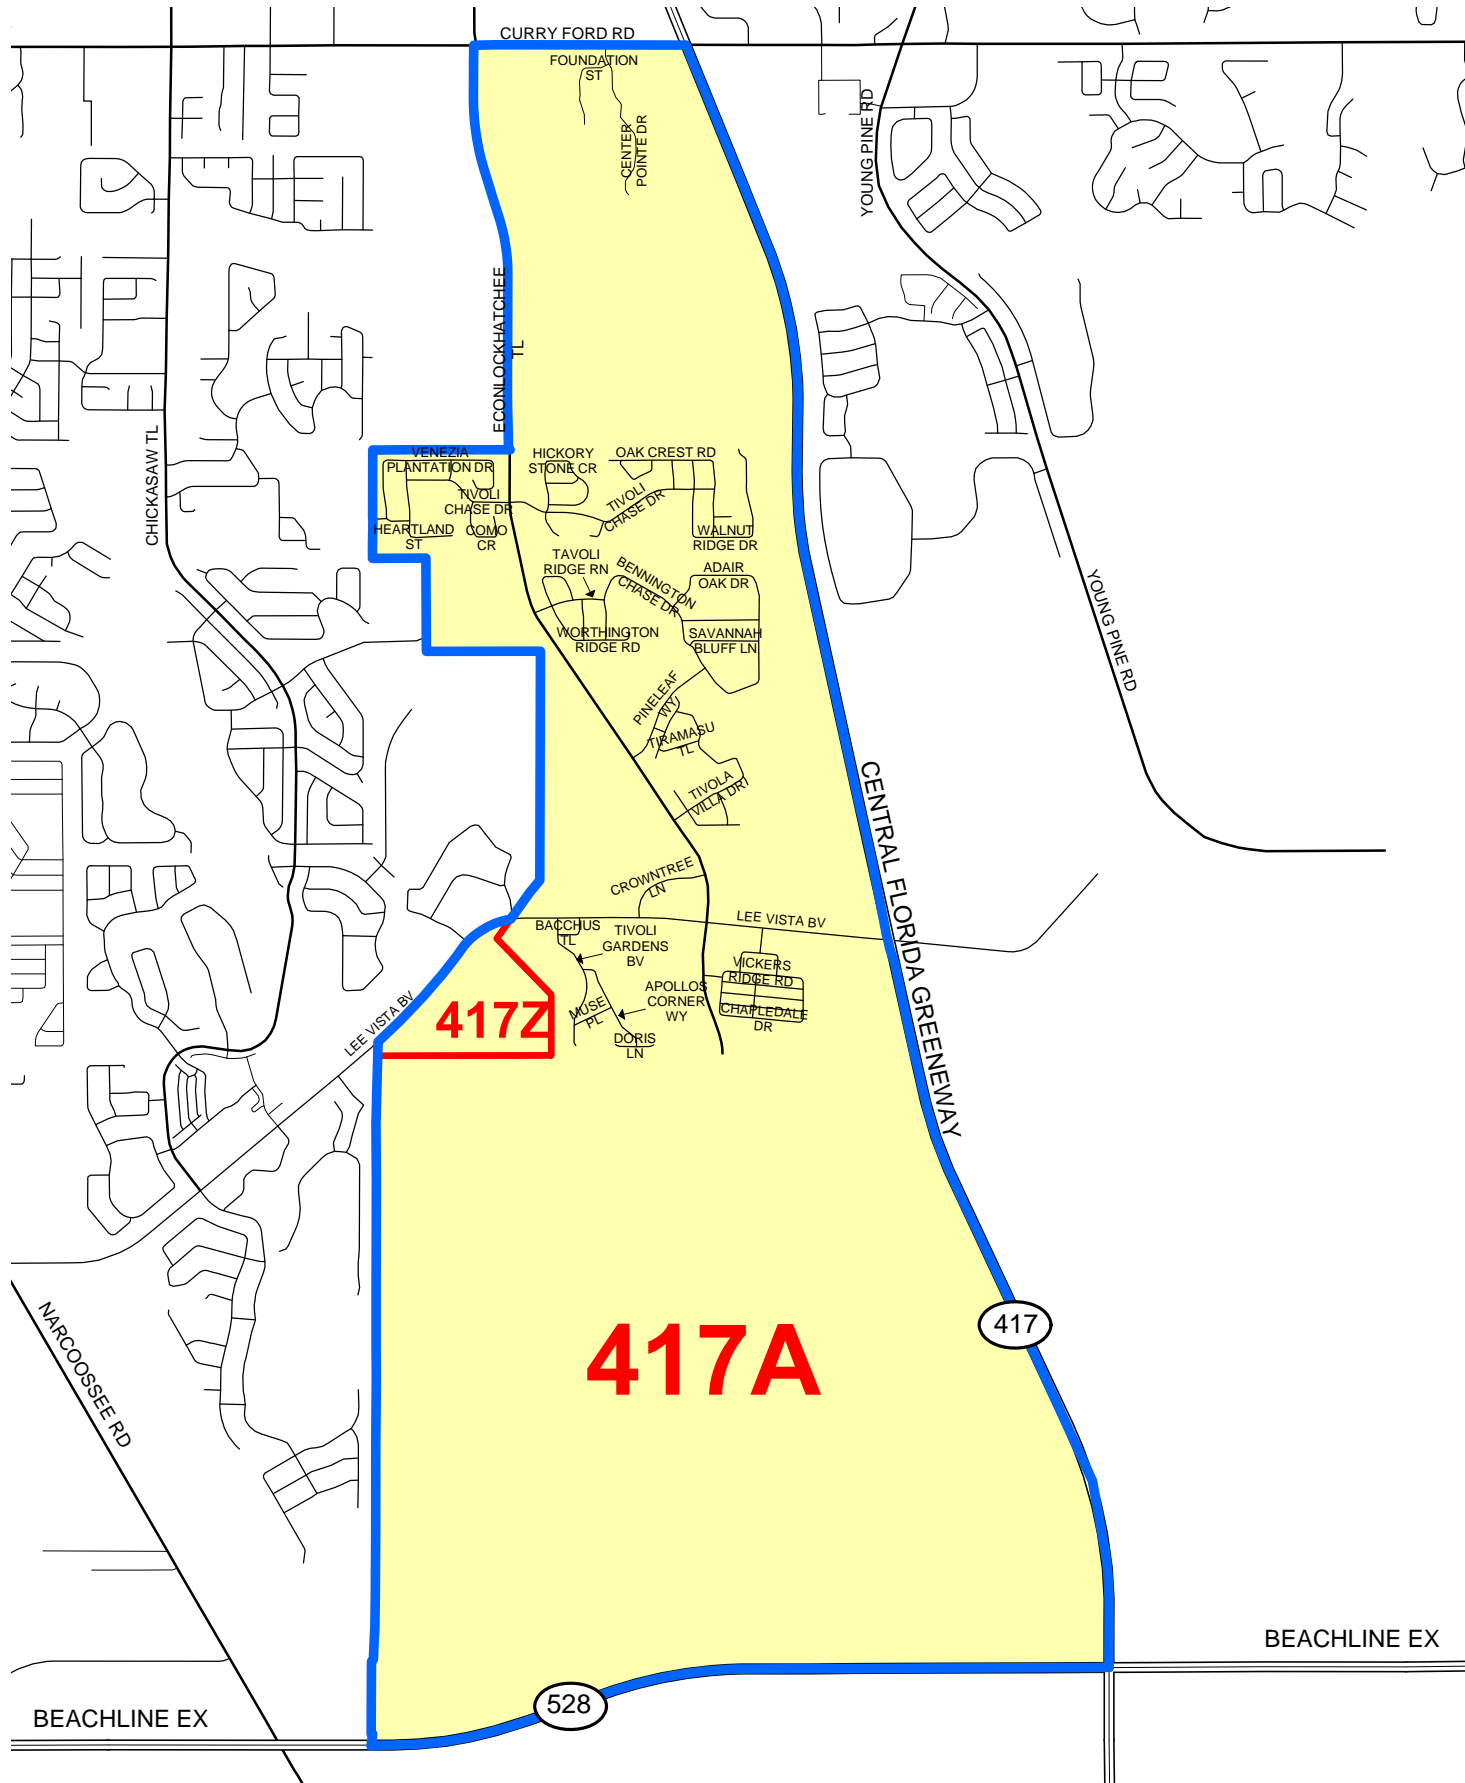 CURRY FORD RD
FOUNDATION
ST
CENTER
POINTE DR
YOUNG PINE RD
ECONLOCKHATCHEE
TL
CHICKASAW TL
VENEZIA
PLANTATION DR
HICKORY
STONE CR
OAK CREST RD
TIVOLI
CHASE DR
TIVOLI
CHASE DR
HEARTLAND
ST
COMO
CR
WALNUT
RIDGE DR
TAVOLI
RIDGE RN
BENNINGTON
CHASE DR
ADAIR
OAK DR
WORTHINGTON
RIDGE RD
SAVANNAH
BLUFF LN
YOUNG PINE RD
PINELEAF
WY
TIRAMASU
TL
TIVOLA
VILLA DR
CENTRAL FLORIDA GREENEWAY
CROWNTREE
LN
LEE VISTA BV
BACCHUS
TL
TIVOLI
GARDENS
BV
VICKERS
RIDGE RD
APOLLOS
CORNER
WY
MUSE
PL
CHAPLEDALE
DR
DORIS
LN
LEE VISTA BV
417Z
417A
417
NARCOOSSEE RD
BEACHLINE EX
528
BEACHLINE EX